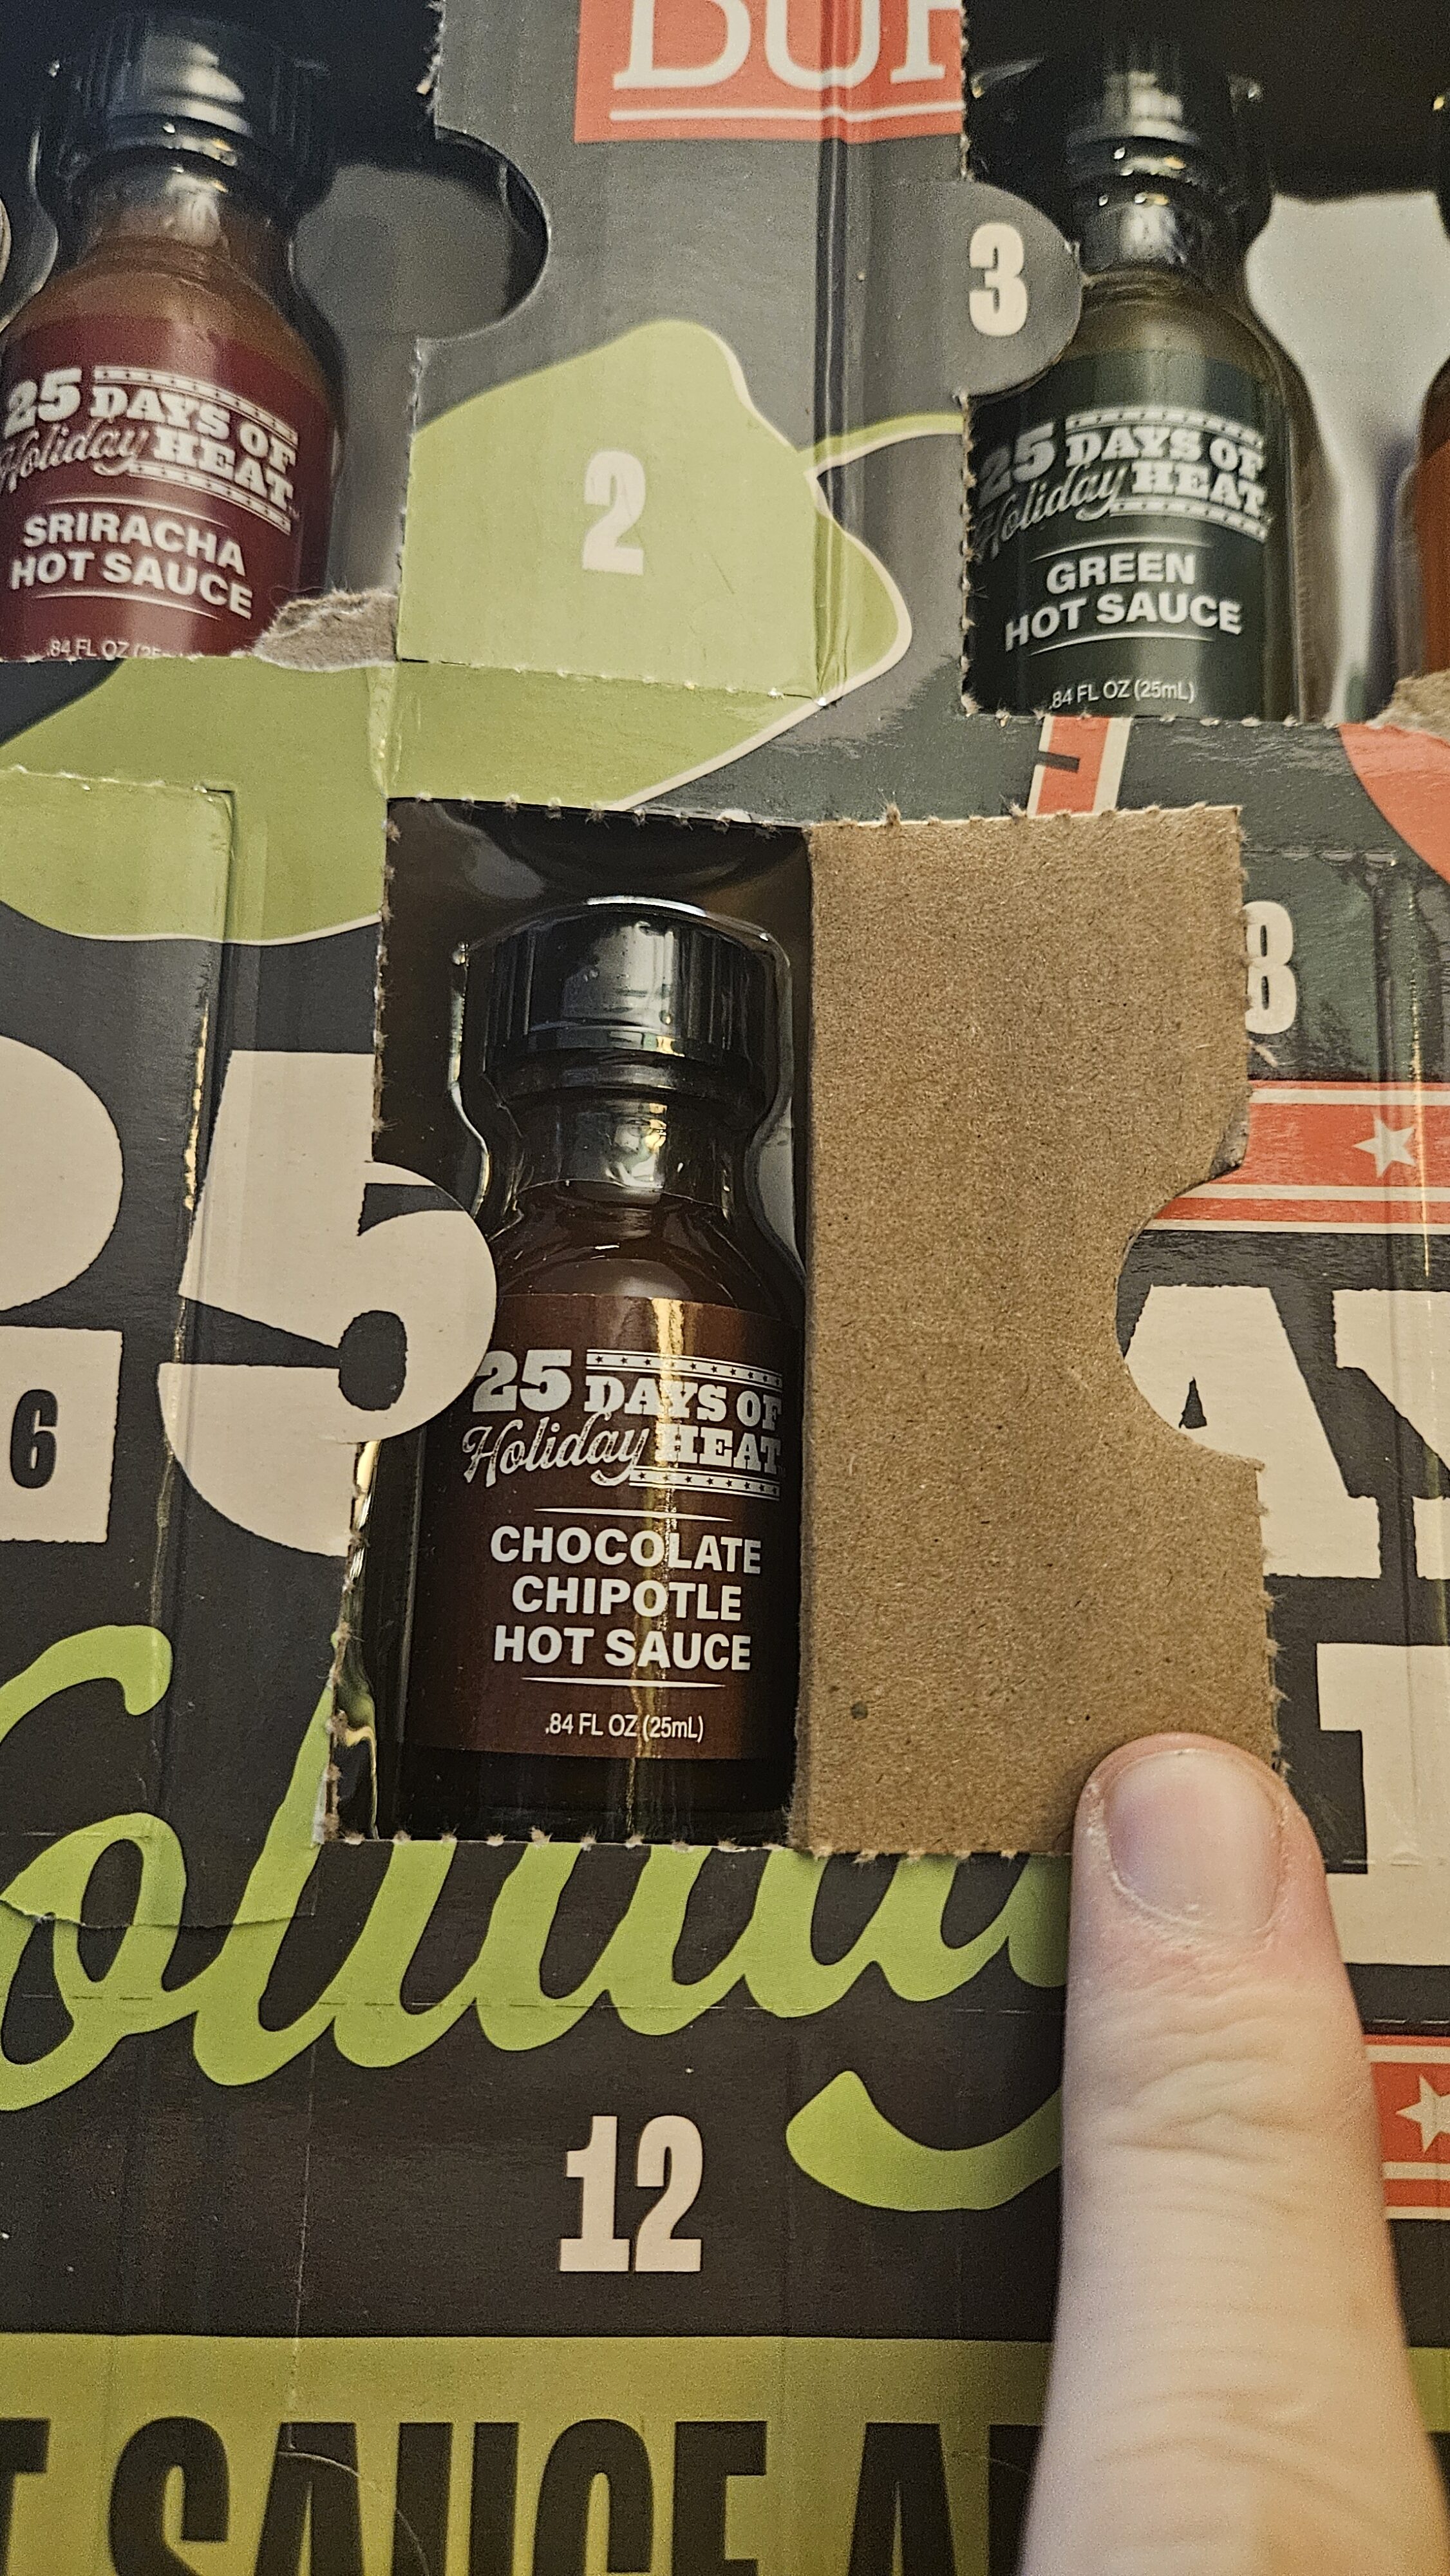 3
25 DAYS OF
Holiday HEAT
SRIRACHA
HOT SAUCE
2
25 DAYS OF
Holiday HEAT
GREEN
HOT SAUCE
.84 FL OZ (25mL)
8
5
6
25 DAYS OF
Holiday HEAT
CHOCOLATE
CHIPOTLE
HOT SAUCE
.84 FL OZ (25mL)
12
SAUCE